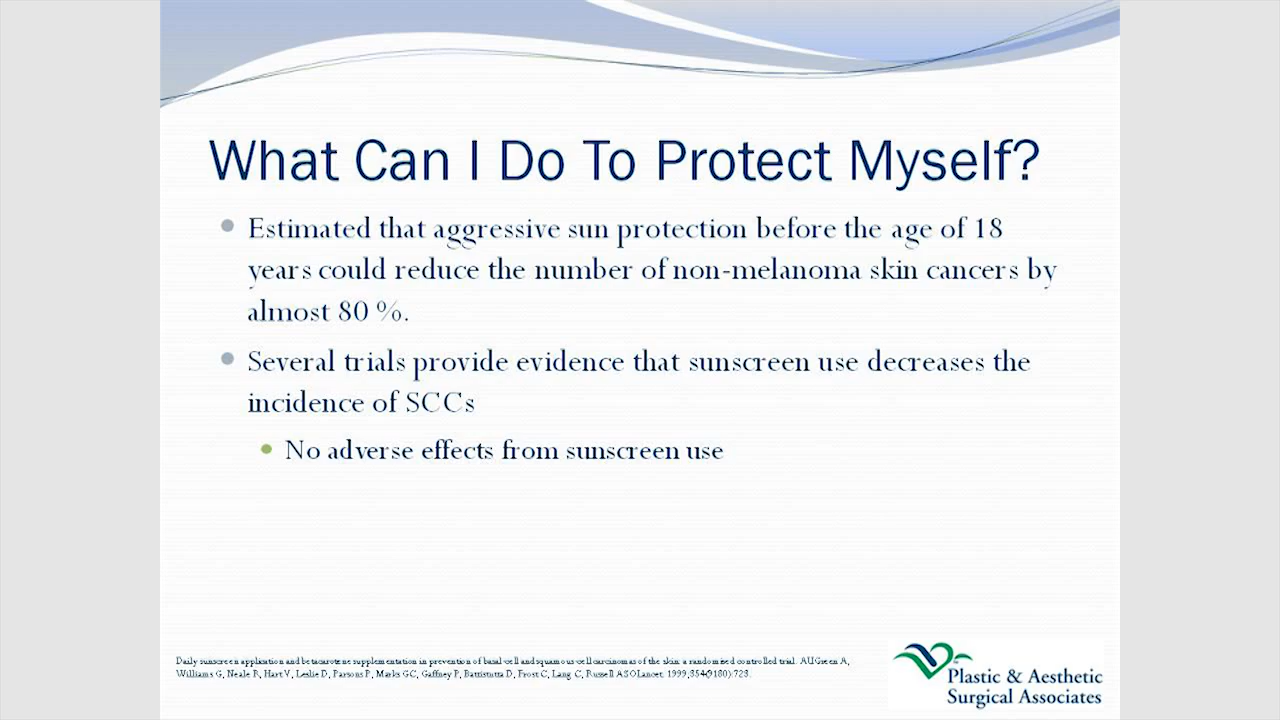 What Can I Do To Protect Myself?
Estimated that aggressive sun protection before the age of 18
years could reduce the number of non-melanoma skin cancers by
almost 80 %.
Several trials provide evidence that sunscreen use decreases the
incidence of SCCs
No adverse effects from sunscreen use
Daily sunscreen application and betacarotene supplementation in prevention of basal-cell and squamous-cell carcinomas of the skin: a randomised controlled trial. AU Green A,
Williams G, Neale R, Hart V, Leslie D, Parsons P, Marks GC, Gaffney P, Battistutta D, Frost C, Lang C, Russell A SO Lancet. 1999;354(9180):723.
Plastic & Aesthetic
Surgical Associates